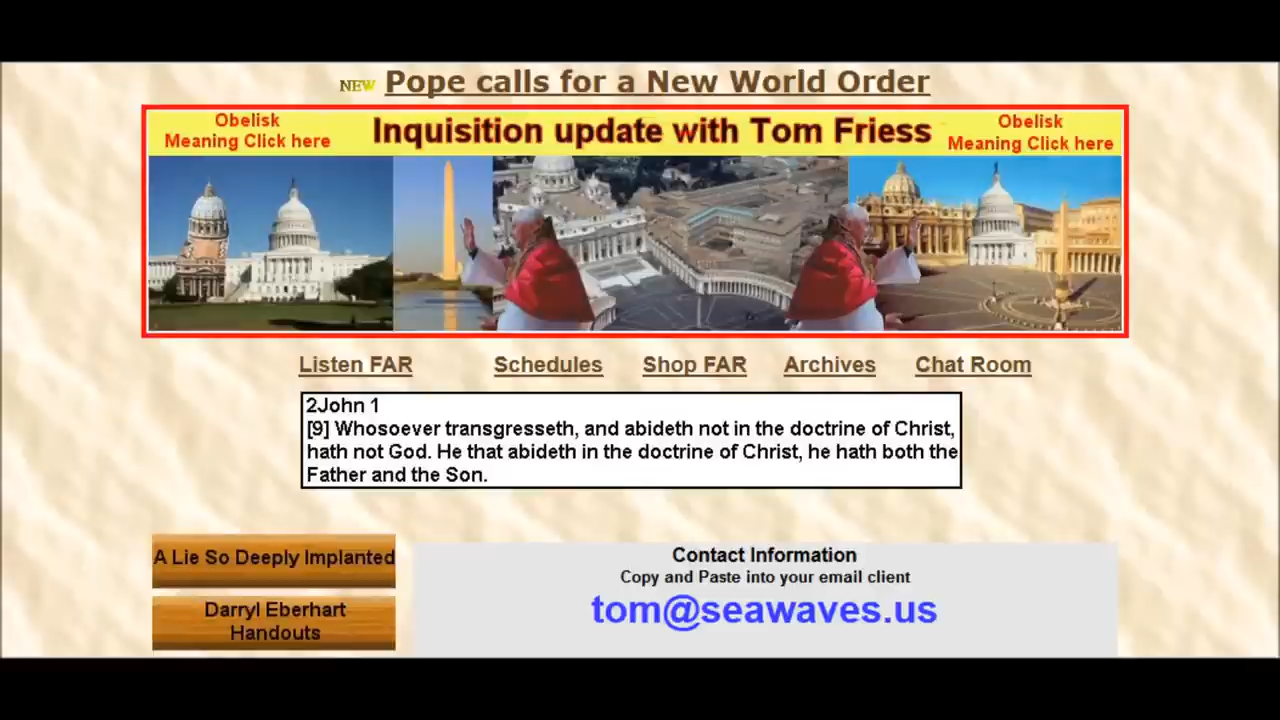 NEW Pope calls for a New World Order
Obelisk
Meaning Click here
Inquisition update with Tom Friess
Obelisk
Meaning Click here
Listen FAR Schedules Shop FAR Archives Chat Room
2John 1
[9] Whosoever transgresseth, and abideth not in the doctrine of Christ,
hath not God. He that abideth in the doctrine of Christ, he hath both the
Father and the Son.
A Lie So Deeply Implanted
Darryl Eberhart
Handouts
Contact Information
Copy and Paste into your email client
tom@seawaves.us